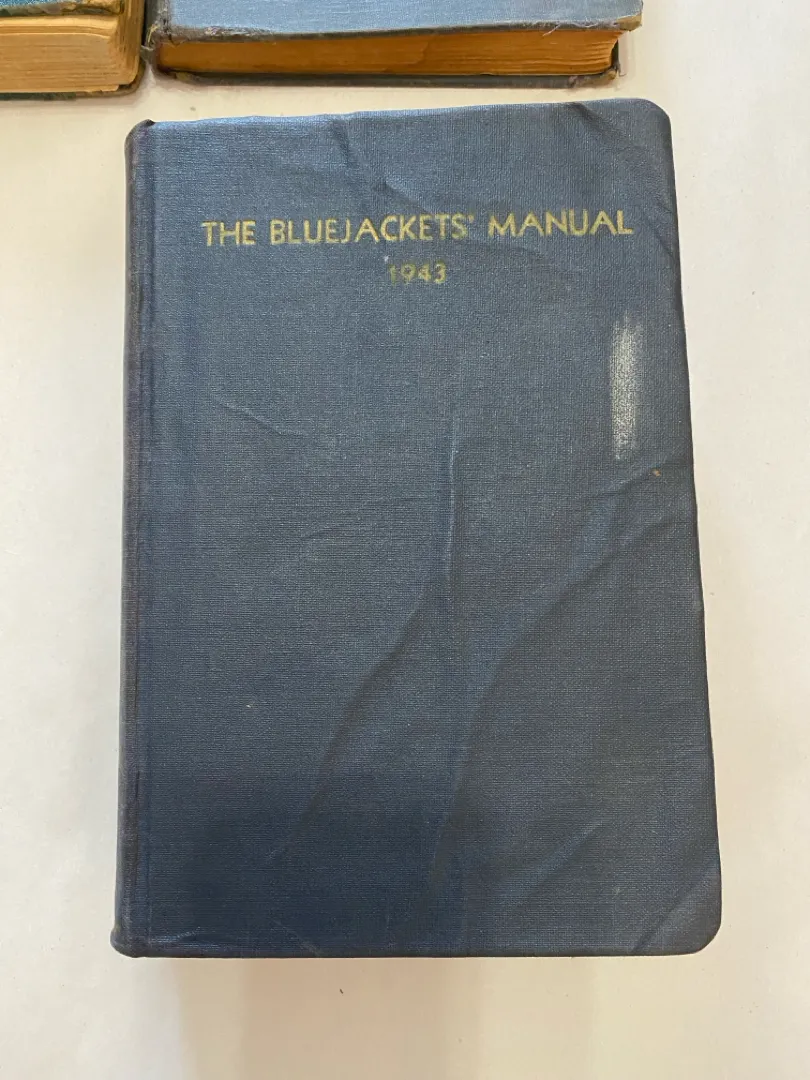 THE BLUEJACKETS' MANUAL
1943